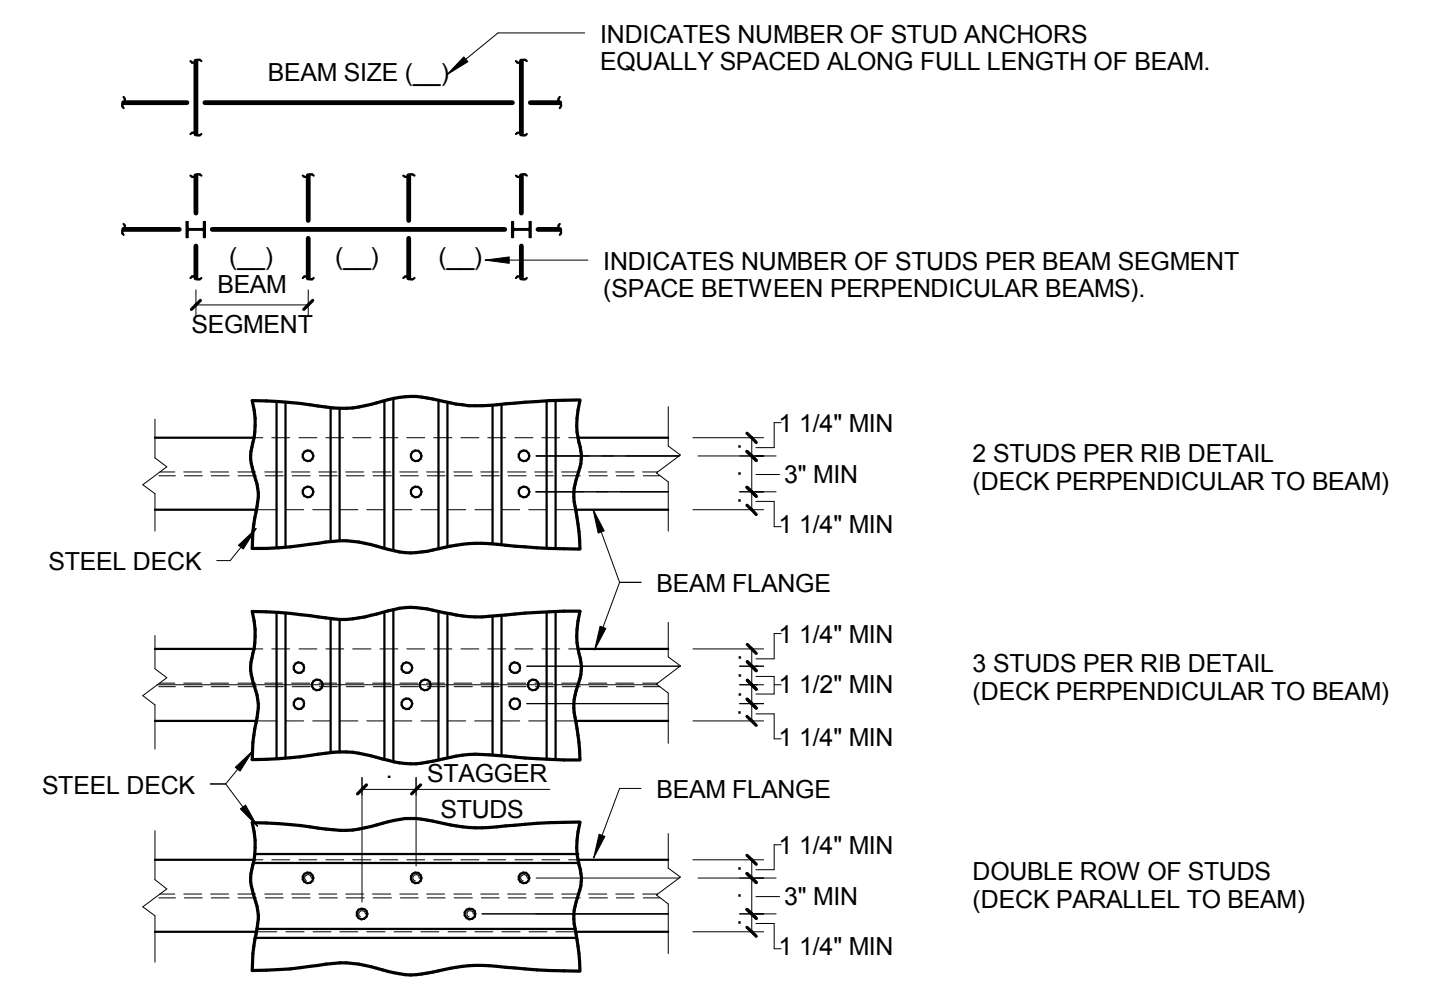 INDICATES NUMBER OF STUD ANCHORS
EQUALLY SPACED ALONG FULL LENGTH OF BEAM.
BEAM SIZE (__)
(__) (__) (__)
BEAM
SEGMENT
INDICATES NUMBER OF STUDS PER BEAM SEGMENT
(SPACE BETWEEN PERPENDICULAR BEAMS).
1 1/4" MIN
3" MIN
1 1/4" MIN
2 STUDS PER RIB DETAIL
(DECK PERPENDICULAR TO BEAM)
STEEL DECK
BEAM FLANGE
1 1/4" MIN
1 1/2" MIN
1 1/4" MIN
3 STUDS PER RIB DETAIL
(DECK PERPENDICULAR TO BEAM)
STEEL DECK
STAGGER
STUDS
BEAM FLANGE
1 1/4" MIN
3" MIN
1 1/4" MIN
DOUBLE ROW OF STUDS
(DECK PARALLEL TO BEAM)